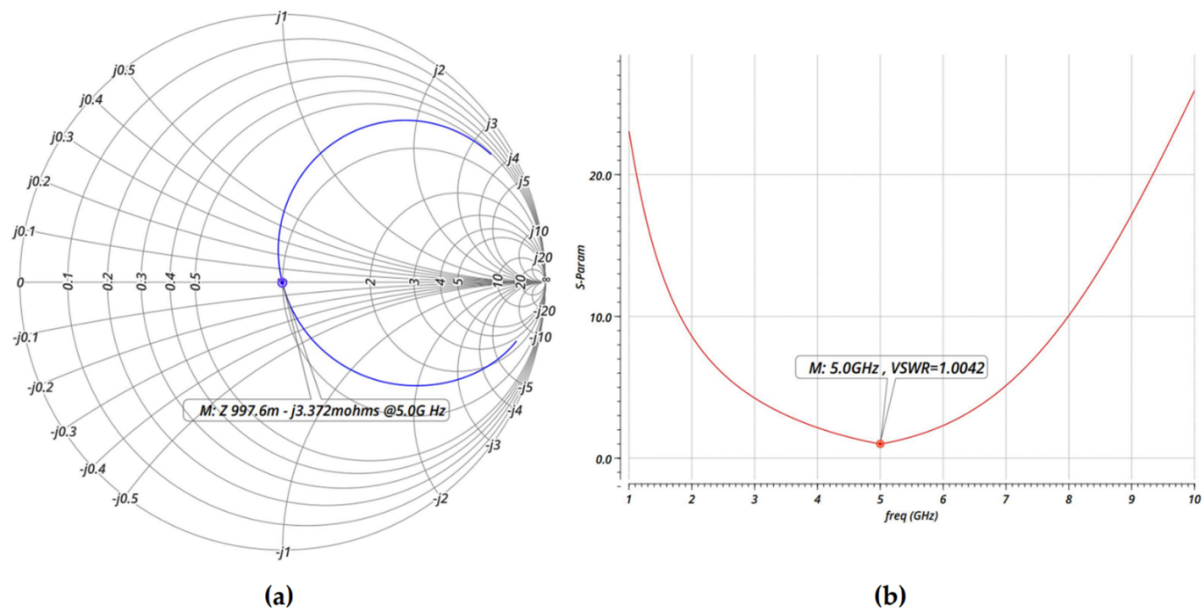 j1
j0.5
j2
j0.4
j0.3
j3
j4
j0.2
j5
j0.1
j10
j20
0
0.1
0.2
0.3
0.4
0.5
2
3
4
5
10
20
∞
-j20
-j0.1
-j10
-j0.2
-j5
-j4
M: Z 997.6m - j3.372mohms @5.0G Hz
-j0.3
-j3
-j0.4
-j0.5
-j2
-j1
(a)
S-Param
20.0
10.0
0.0
M: 5.0GHz , VSWR=1.0042
1 2 3 4 5 6 7 8 9 10
freq (GHz)
(b)